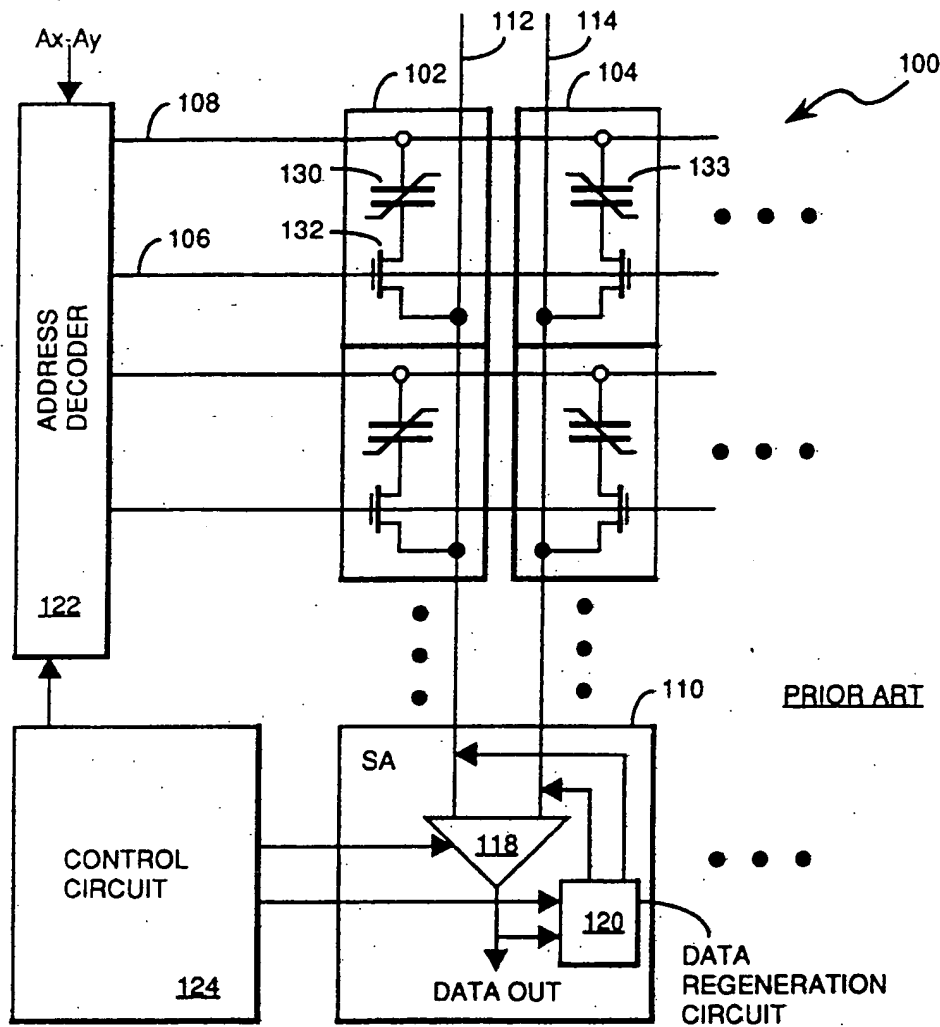 Ax-Ay
112
114
100
102
104
108
130
133
132
106
ADDRESS
DECODER
122
110
PRIOR ART
SA
118
CONTROL
CIRCUIT
120
124
DATA OUT
DATA
REGENERATION
CIRCUIT